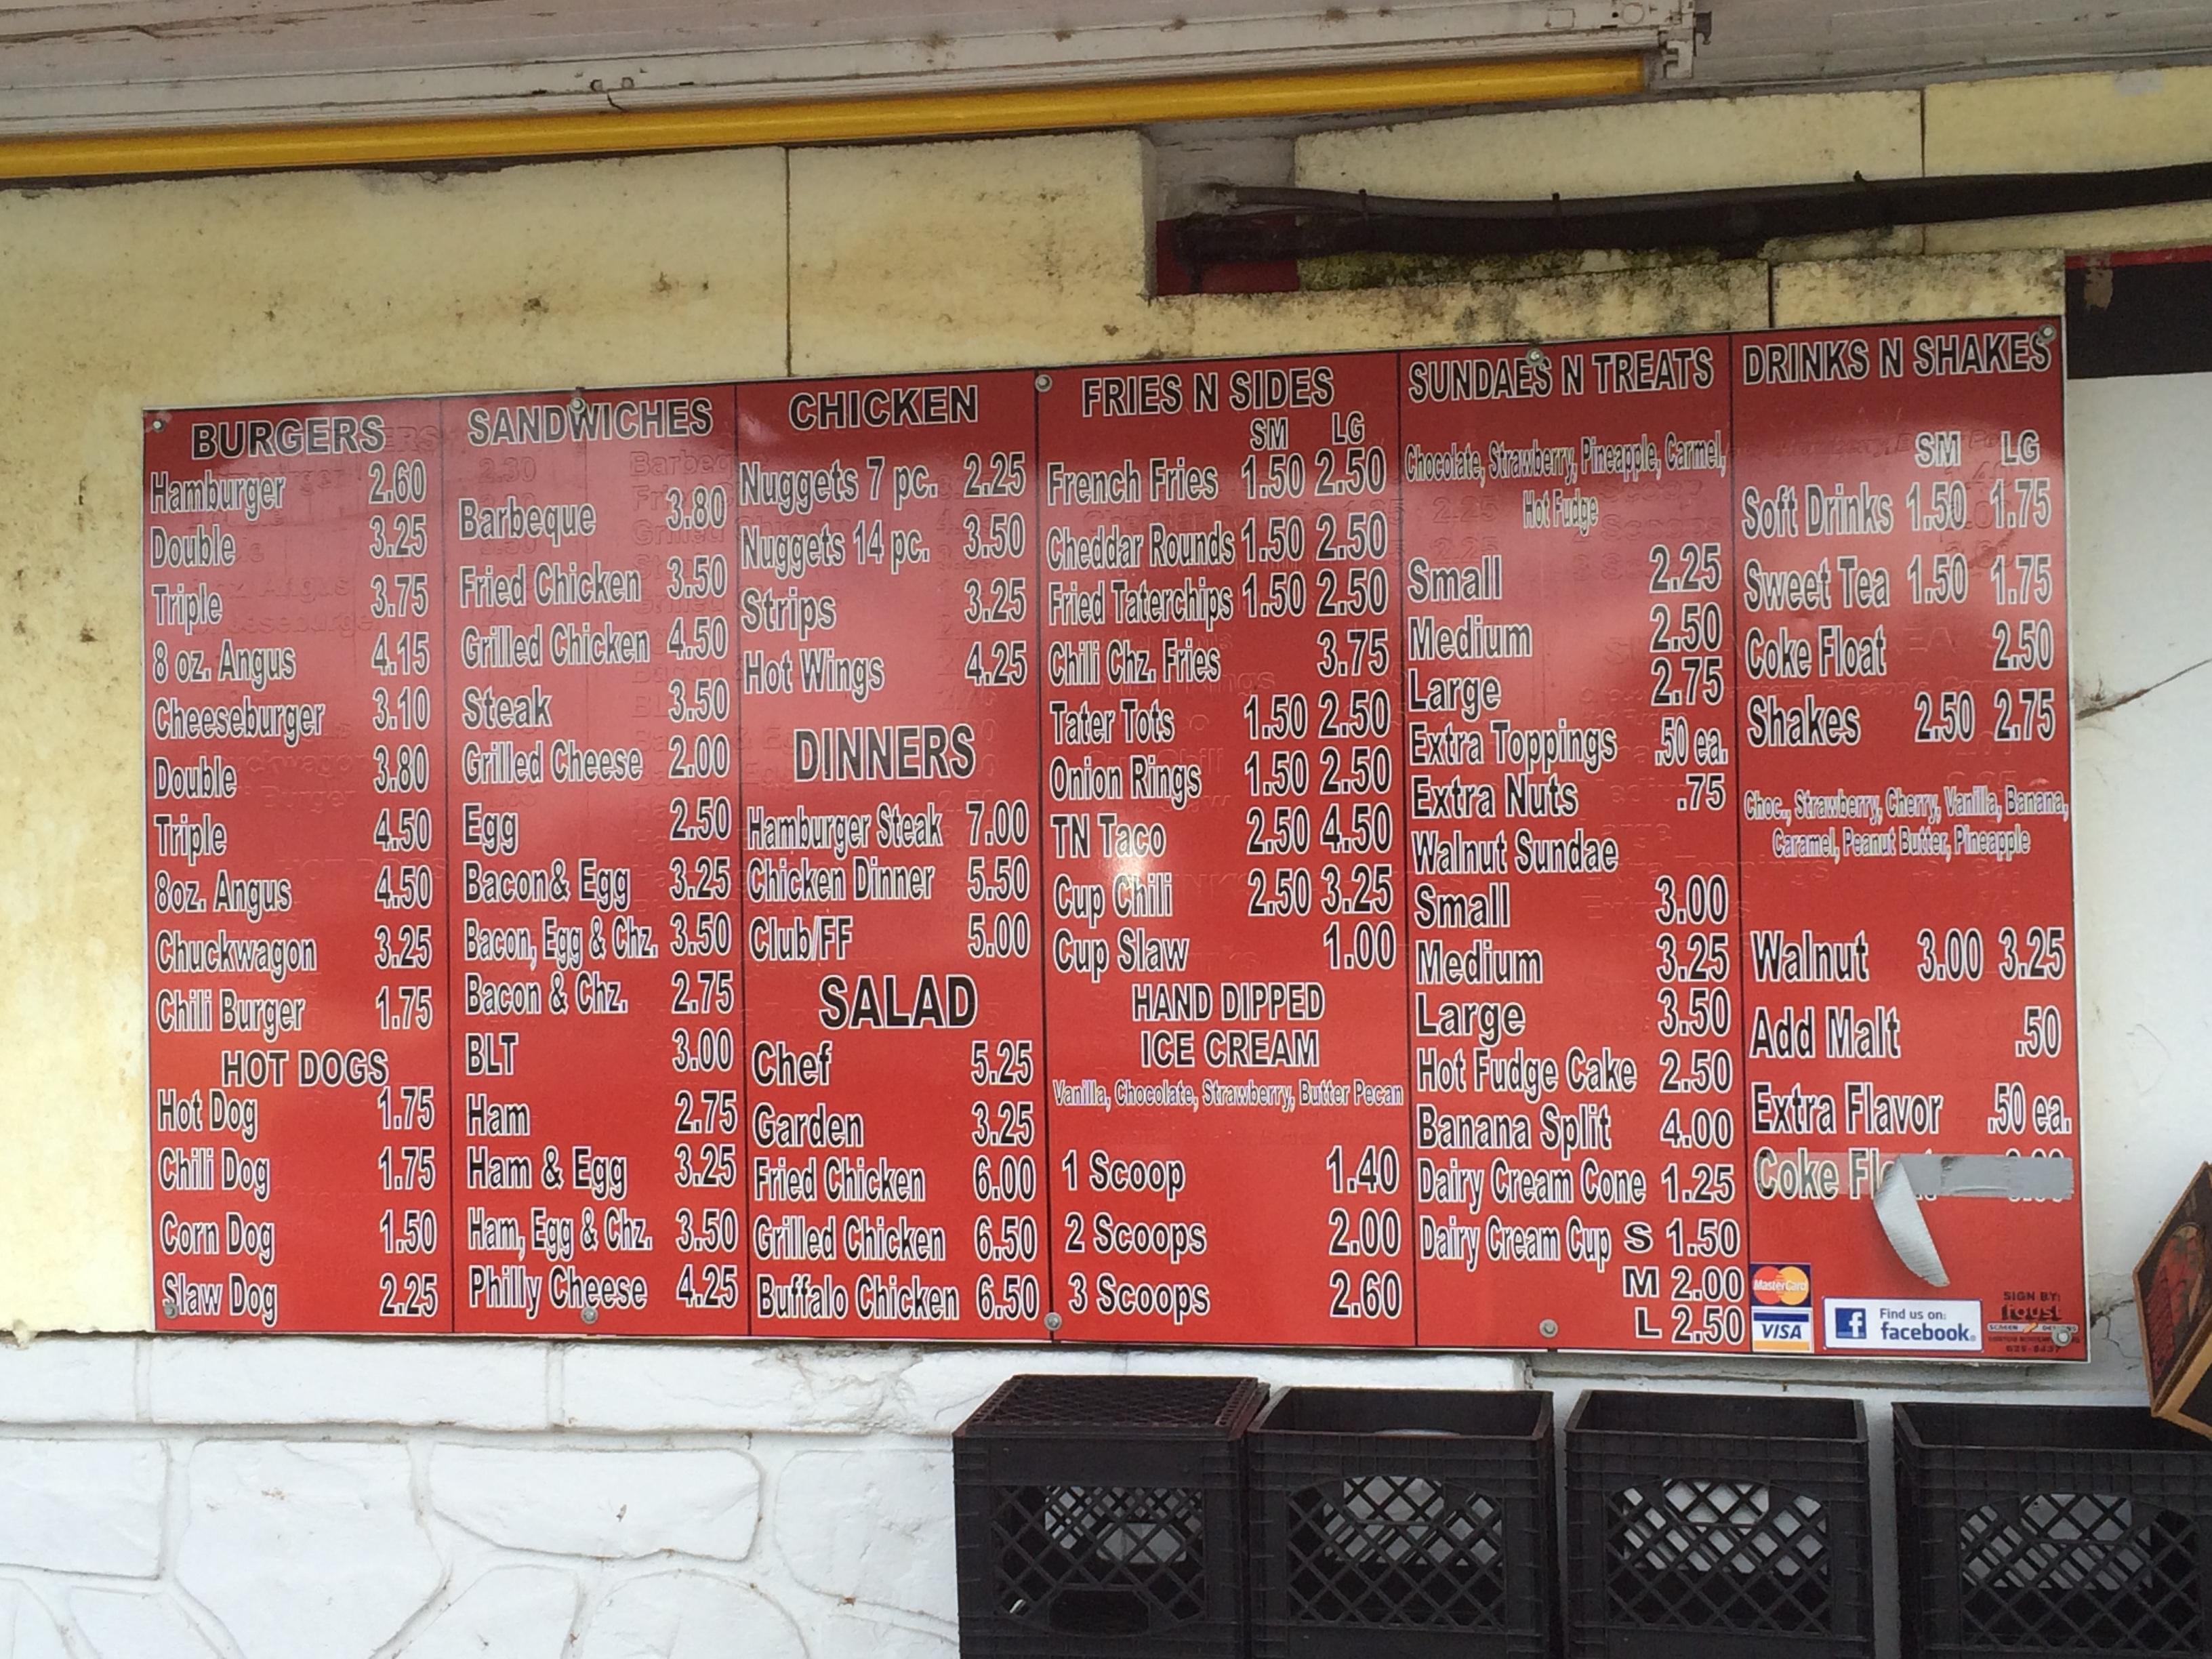 BURGERS
Hamburger 2.60
Double 3.25
Triple 3.75
8 oz. Angus 4.15
Cheeseburger 3.10
Double 3.80
Triple 4.50
8oz. Angus 4.50
Chuckwagon 3.25
Chili Burger 1.75
HOT DOGS
Hot Dog 1.75
Chili Dog 1.75
Corn Dog 1.50
Slaw Dog 2.25
SANDWICHES
Barbeque 3.80
Fried Chicken 3.50
Grilled Chicken 4.50
Steak 3.50
Grilled Cheese 2.00
Egg 2.50
Bacon& Egg 3.25
Bacon, Egg & Chz. 3.50
Bacon & Chz. 2.75
BLT 3.00
Ham 2.75
Ham & Egg 3.25
Ham, Egg & Chz. 3.50
Philly Cheese 4.25
CHICKEN
Nuggets 7 pc. 2.25
Nuggets 14 pc. 3.50
Strips 3.25
Hot Wings 4.25
DINNERS
Hamburger Steak 7.00
Chicken Dinner 5.50
Club/FF 5.00
SALAD
Chef 5.25
Garden 3.25
Fried Chicken 6.00
Grilled Chicken 6.50
Buffalo Chicken 6.50
FRIES N SIDES
SM LG
French Fries 1.50 2.50
Cheddar Rounds 1.50 2.50
Fried Taterchips 1.50 2.50
Chili Chz. Fries 3.75
Tater Tots 1.50 2.50
Onion Rings 1.50 2.50
TN Taco 2.50 4.50
Cup Chili 2.50 3.25
Cup Slaw 1.00
HAND DIPPED
ICE CREAM
Vanilla, Chocolate, Strawberry, Butter Pecan
1 Scoop 1.40
2 Scoops 2.00
3 Scoops 2.60
SUNDAES N TREATS
Chocolate, Strawberry, Pineapple, Carmel,
Hot Fudge
Small 2.25
Medium 2.50
Large 2.75
Extra Toppings .50 ea.
Extra Nuts .75
Walnut Sundae
Small 3.00
Medium 3.25
Large 3.50
Hot Fudge Cake 2.50
Banana Split 4.00
Dairy Cream Cone 1.25
Dairy Cream Cup S 1.50
M 2.00
L 2.50
DRINKS N SHAKES
SM LG
Soft Drinks 1.50 1.75
Sweet Tea 1.50 1.75
Coke Float 2.50
Shakes 2.50 2.75
Choc., Strawberry, Cherry, Vanilla, Banana,
Caramel, Peanut Butter, Pineapple
Walnut 3.00 3.25
Add Malt .50
Extra Flavor .50 ea.
Coke
MasterCard
VISA
Find us on:
facebook
SIGN BY:
Foust